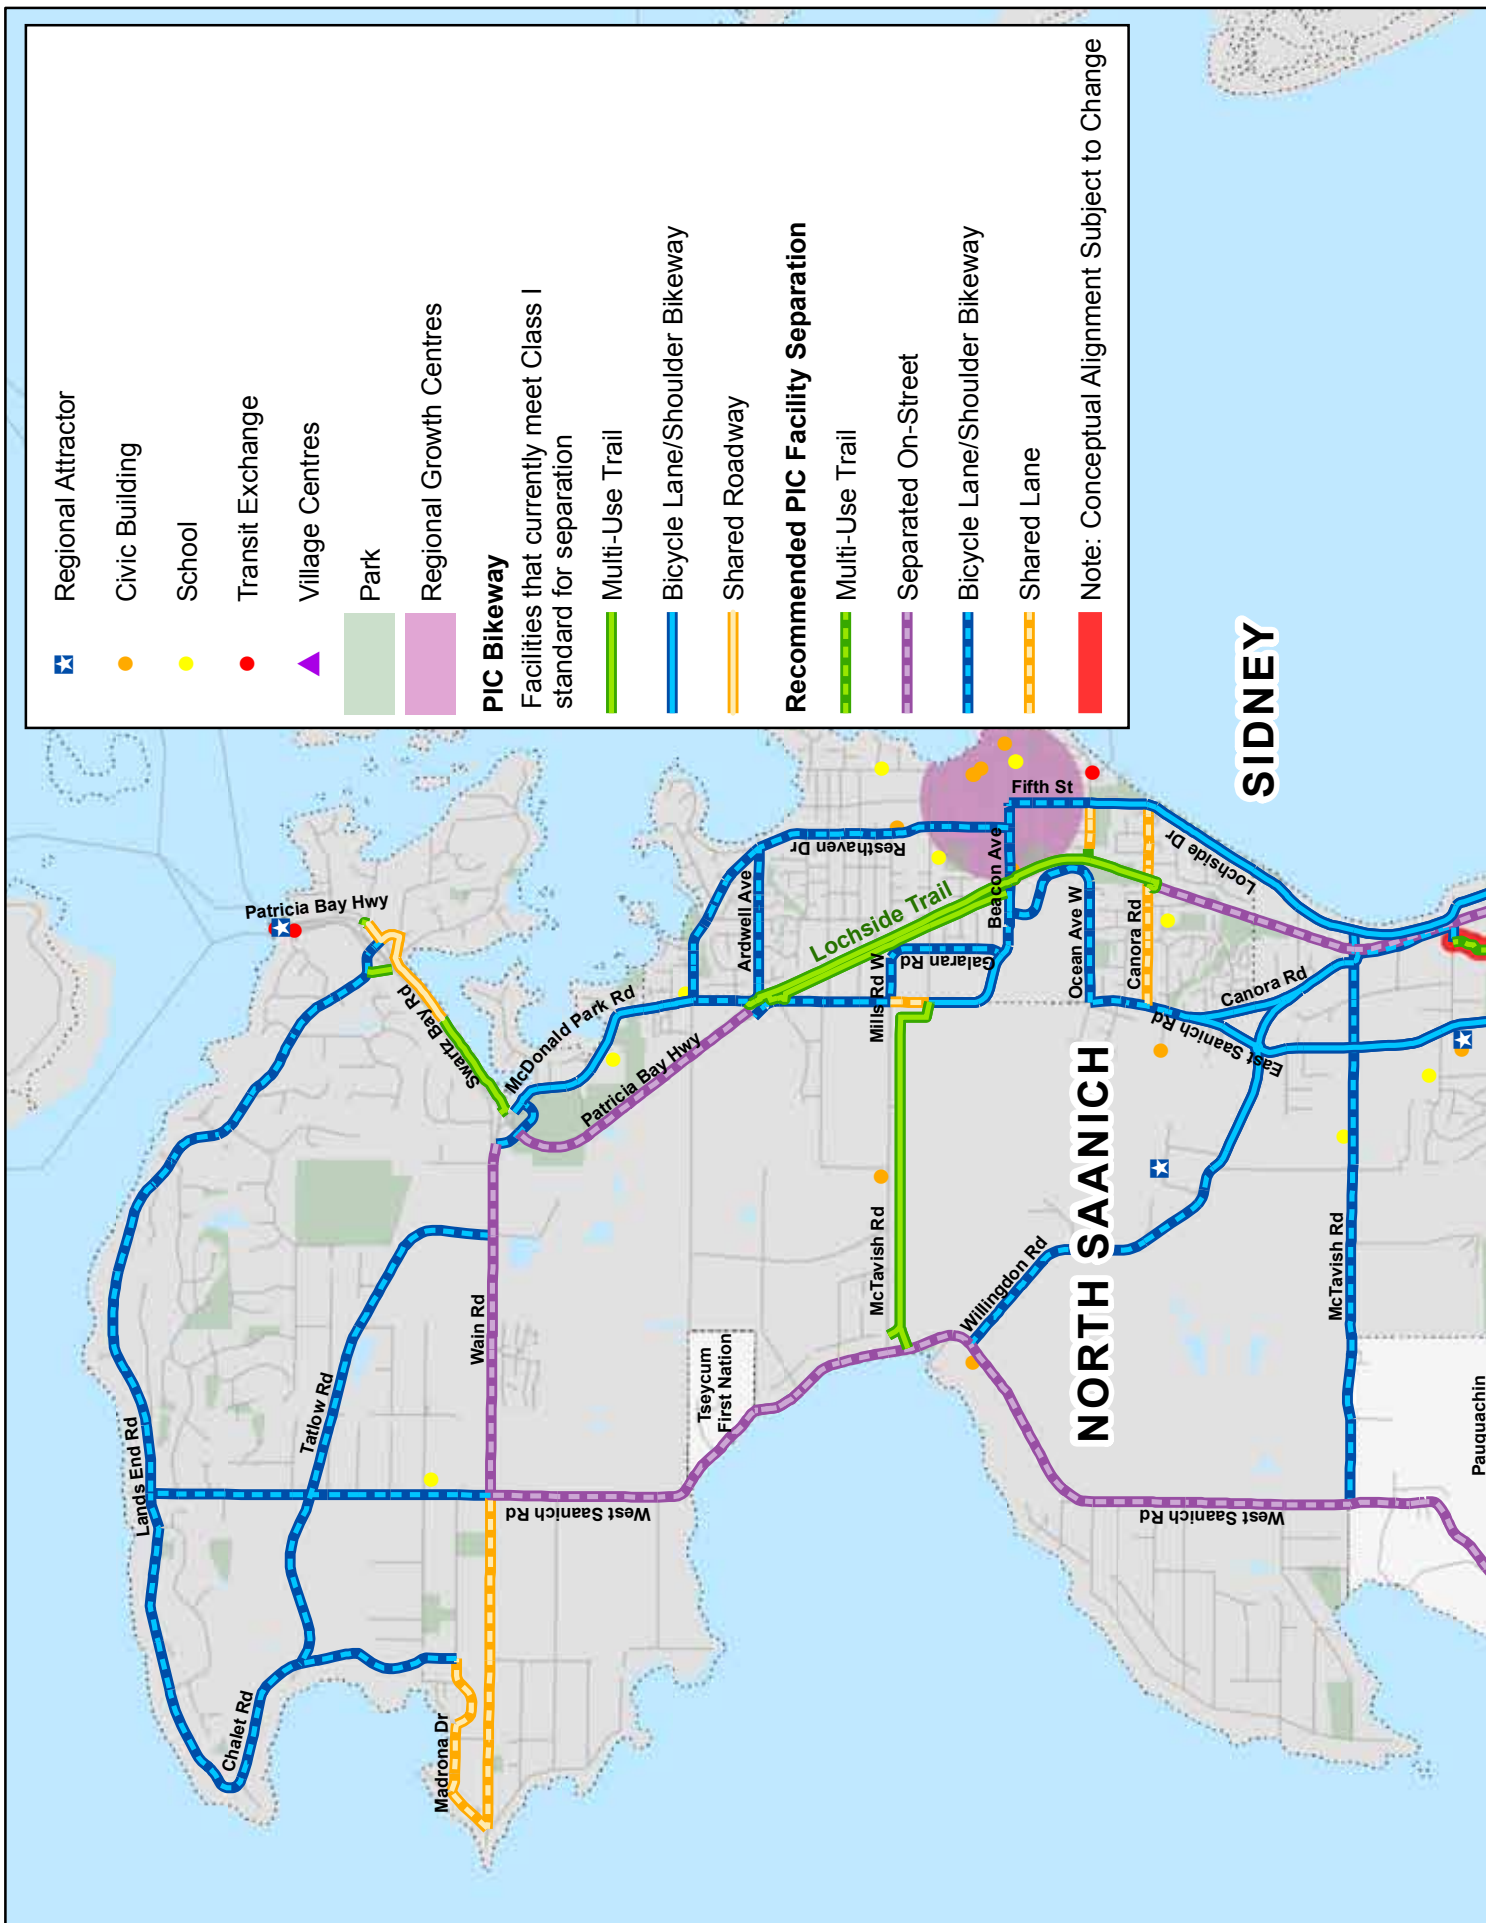 Regional Attractor
Civic Building
School
Transit Exchange
Village Centres
Park
Regional Growth Centres
PIC Bikeway
Facilities that currently meet Class I
standard for separation
Multi-Use Trail
Bicycle Lane/Shoulder Bikeway
Shared Roadway
Recommended PIC Facility Separation
Multi-Use Trail
Separated On-Street
Bicycle Lane/Shoulder Bikeway
Shared Lane
Note: Conceptual Alignment Subject to Change
Lands End Rd
Chalet Rd
Tatlow Rd
Madrona Dr
Wain Rd
West Saanich Rd
Patricia Bay Hwy
Swartz Bay Rd
McDonald Park Rd
Patricia Bay Hwy
Tseycum
First Nation
Ardwell Ave
Resthaven Dr
Lochside Trail
Mills Rd W
Galaran Rd
Beacon Ave
Fifth St
McTavish Rd
Willingdon Rd
Ocean Ave W
Canora Rd
Lochside Dr
East Saanich Rd
Canora Rd
NORTH SAANICH
SIDNEY
West Saanich Rd
McTavish Rd
Pauquachin